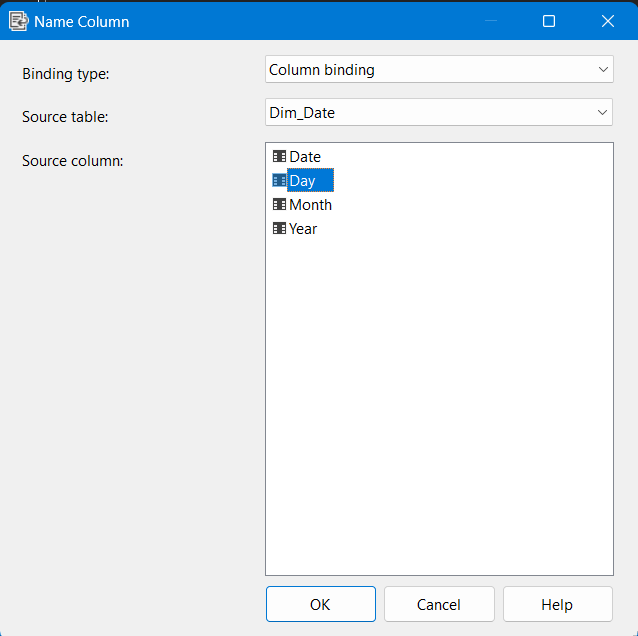 Name Column
Binding type:
Column binding
Source table:
Dim_Date
Source column:
Date
Day
Month
Year
OK
Cancel
Help